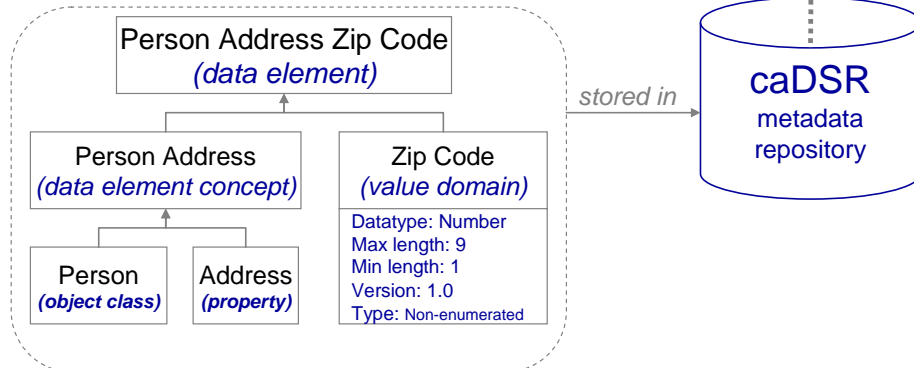 Person Address Zip Code
(data element)
stored in
caDSR
metadata
repository
Person Address
(data element concept)
Zip Code
(value domain)
Datatype: Number
Max length: 9
Min length: 1
Version: 1.0
Type: Non-enumerated
Person
(object class)
Address
(property)